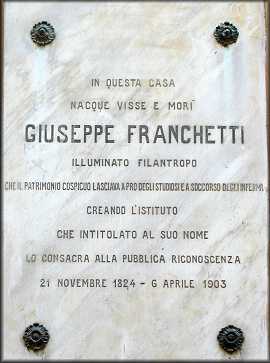 IN QUESTA CASA
NACQUE VISSE E MORÌ
GIUSEPPE FRANCHETTI
ILLUMINATO FILANTROPO
CHE IL PATRIMONIO COSPICUO LASCIAVA A PRO DEGLI STUDIOSI E A SOCCORSO DEGLI INFERMI
CREANDO L'ISTITUTO
CHE INTITOLATO AL SUO NOME
LO CONSACRA ALLA PUBBLICA RICONOSCENZA
21 NOVEMBRE 1824 - 6 APRILE 1903